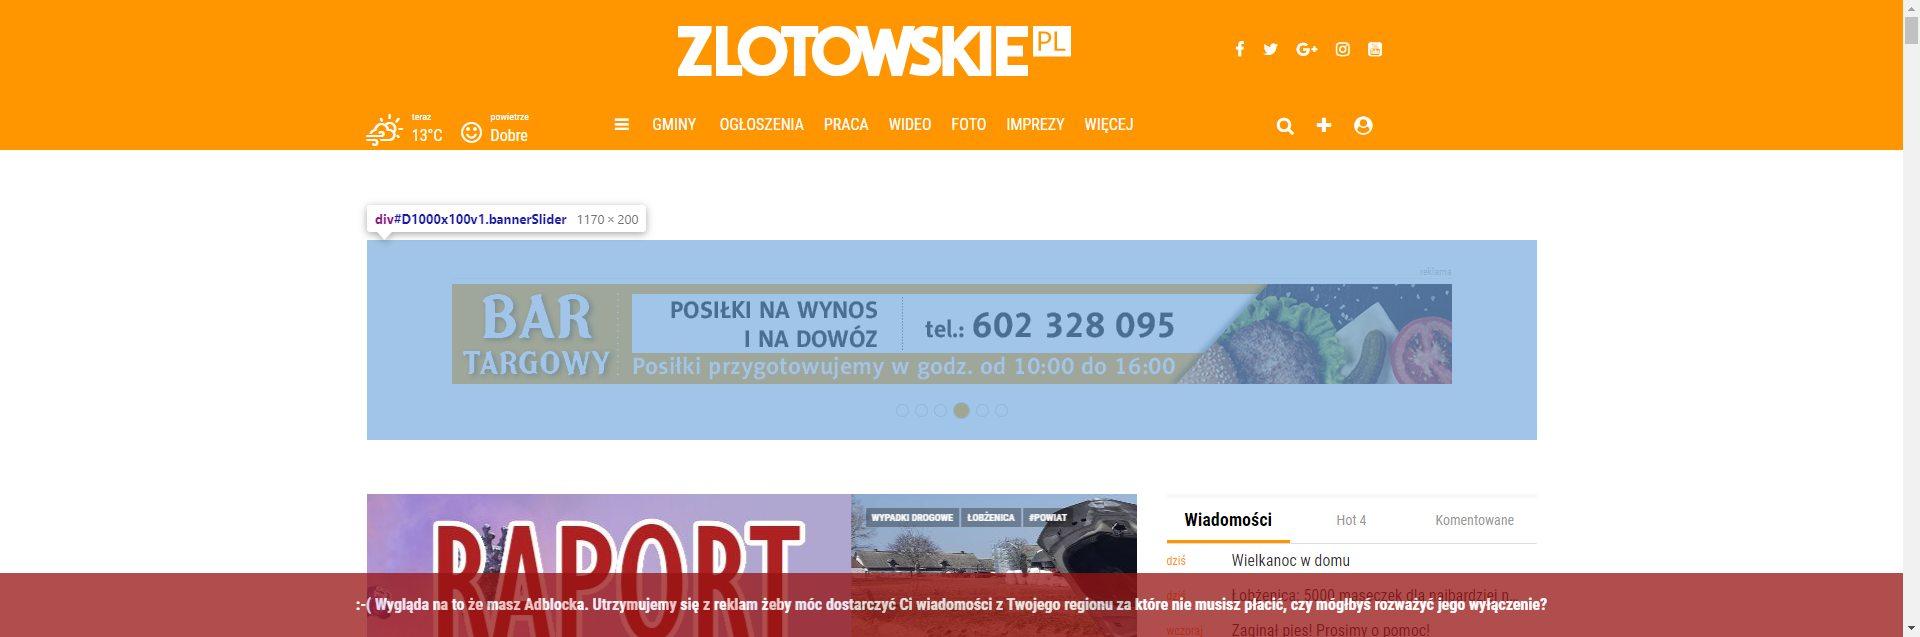 ZLOTOWSKIE PL
teraz
13°C
powietrze
Dobre
GMINY OGŁOSZENIA PRACA WIDEO FOTO IMPREZY WIĘCEJ
div#D1000x100v1.bannerSlider 1170 × 200
reklama
BAR
TARGOWY
POSIŁKI NA WYNOS
I NA DOWÓZ
tel.: 602 328 095
Posiłki przygotowujemy w godz. od 10:00 do 16:00
RAPORT
WYPADKI DROGOWE ŁOBŻENICA #POWIAT
Wiadomości Hot 4 Komentowane
dziś Wielkanoc w domu
dziś Łobżenica: 5000 maseczek dla najbardziej n...
:-( Wygląda na to że masz Adblocka. Utrzymujemy się z reklam żeby móc dostarczyć Ci wiadomości z Twojego regionu za które nie musisz płacić, czy mógłbyś rozważyć jego wyłączenie?
wczoraj Zaginął pies! Prosimy o pomoc!